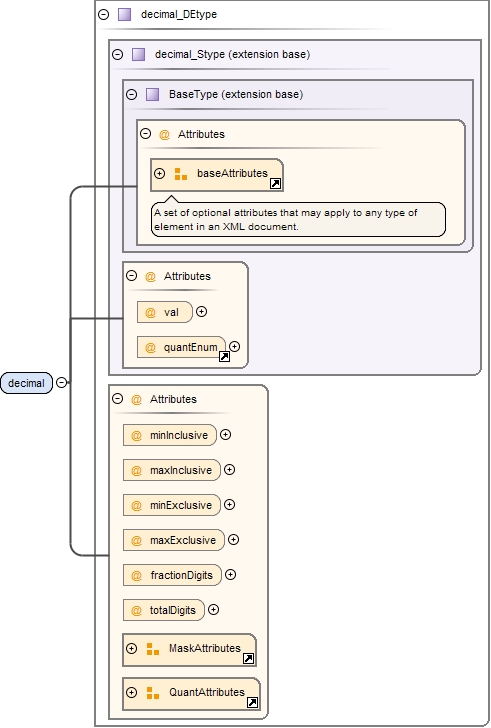 decimal_DEtype
decimal_Stype (extension base)
BaseType (extension base)
@ Attributes
baseAttributes
A set of optional attributes that may apply to any type of
element in an XML document.
@ Attributes
@ val
@ quantEnum
decimal
@ Attributes
@ minInclusive
@ maxInclusive
@ minExclusive
@ maxExclusive
@ fractionDigits
@ totalDigits
MaskAttributes
QuantAttributes